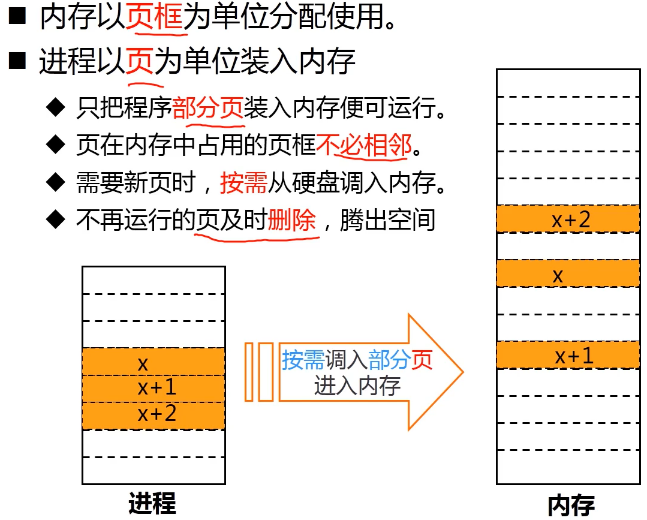 ■ 内存以页框为单位分配使用。
■ 进程以页为单位装入内存
◆ 只把程序部分页装入内存便可运行。
◆ 页在内存中占用的页框不必相邻。
◆ 需要新页时，按需从硬盘调入内存。
◆ 不再运行的页及时删除，腾出空间
x
x+1
x+2
进程
按需调入部分页
进入内存
x+2
x
x+1
内存